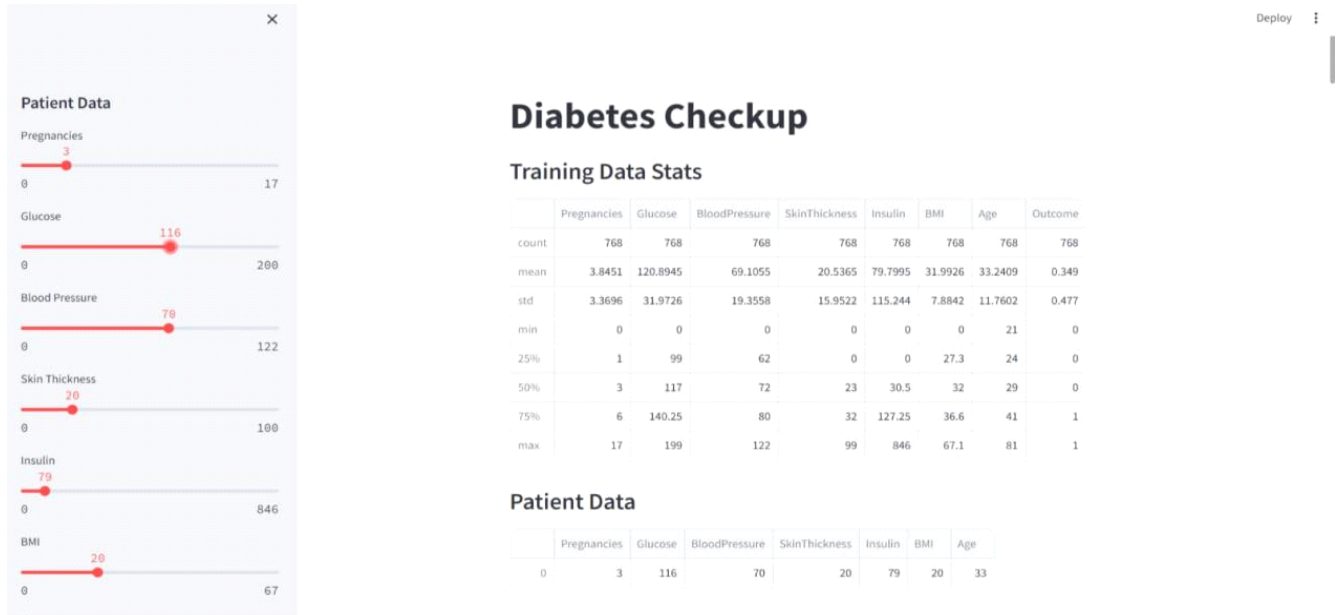 Deploy
Patient Data
Pregnancies
3
0 17
Glucose
116
0 200
Blood Pressure
70
0 122
Skin Thickness
20
0 100
Insulin
79
0 846
BMI
20
0 67
Diabetes Checkup
Training Data Stats
Pregnancies Glucose BloodPressure SkinThickness Insulin BMI Age Outcome
count 768 768 768 768 768 768 768 768
mean 3.8451 120.8945 69.1055 20.5365 79.7995 31.9926 33.2409 0.349
std 3.3696 31.9726 19.3558 15.9522 115.244 7.8842 11.7602 0.477
min 0 0 0 0 0 0 21 0
25% 1 99 62 0 0 27.3 24 0
50% 3 117 72 23 30.5 32 29 0
75% 6 140.25 80 32 127.25 36.6 41 1
max 17 199 122 99 846 67.1 81 1
Patient Data
Pregnancies Glucose BloodPressure SkinThickness Insulin BMI Age
0 3 116 70 20 79 20 33